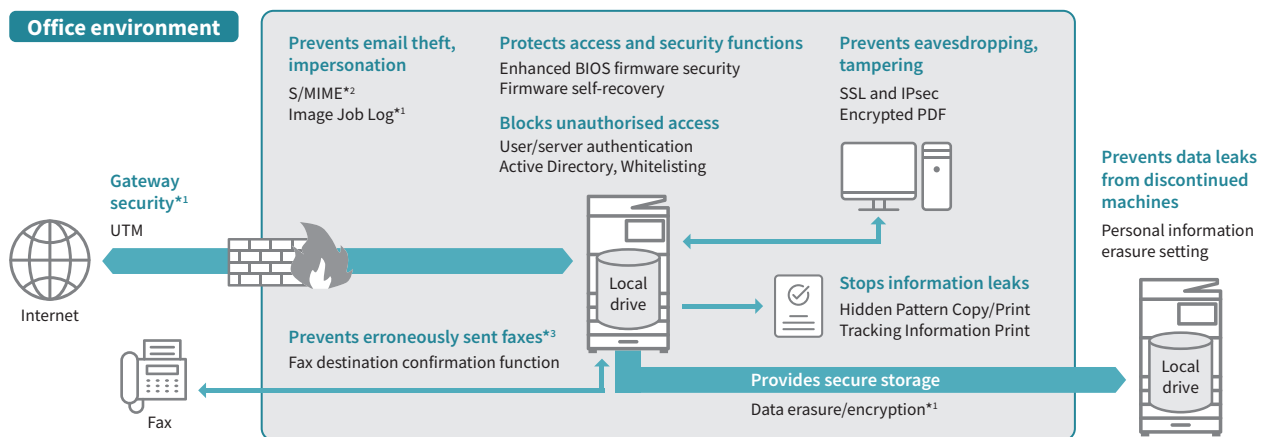 Office environment
Prevents email theft,
impersonation
S/MIME*2
Image Job Log*1
Protects access and security functions
Enhanced BIOS firmware security
Firmware self-recovery
Blocks unauthorised access
User/server authentication
Active Directory, Whitelisting
Prevents eavesdropping,
tampering
SSL and IPsec
Encrypted PDF
Prevents data leaks
from discontinued
machines
Personal information
erasure setting
Gateway
security*1
UTM
Internet
Local
drive
Stops information leaks
Hidden Pattern Copy/Print
Tracking Information Print
Prevents erroneously sent faxes*3
Fax destination confirmation function
Fax
Provides secure storage
Data erasure/encryption*1
Local
drive